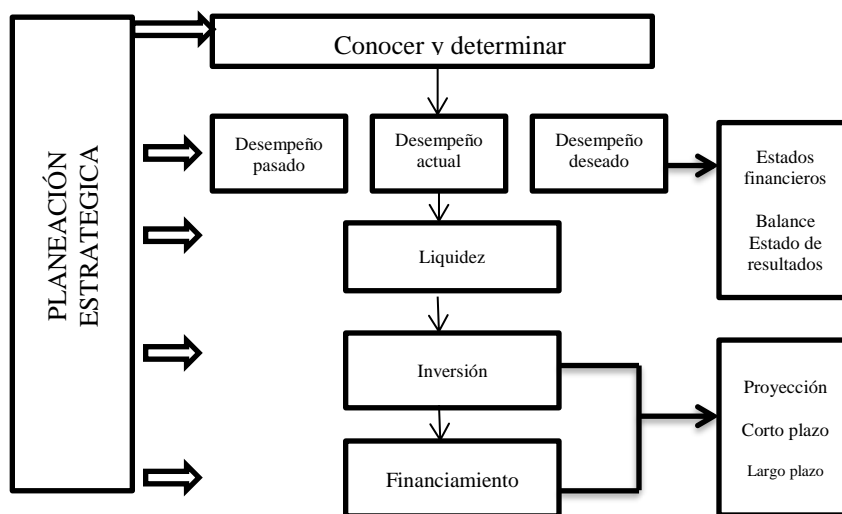 PLANEACIÓN
ESTRATEGICA
Conocer y determinar
Desempeño
pasado
Desempeño
actual
Desempeño
deseado
Estados
financieros
Balance
Estado de
resultados
Liquidez
Inversión
Financiamiento
Proyección
Corto plazo
Largo plazo